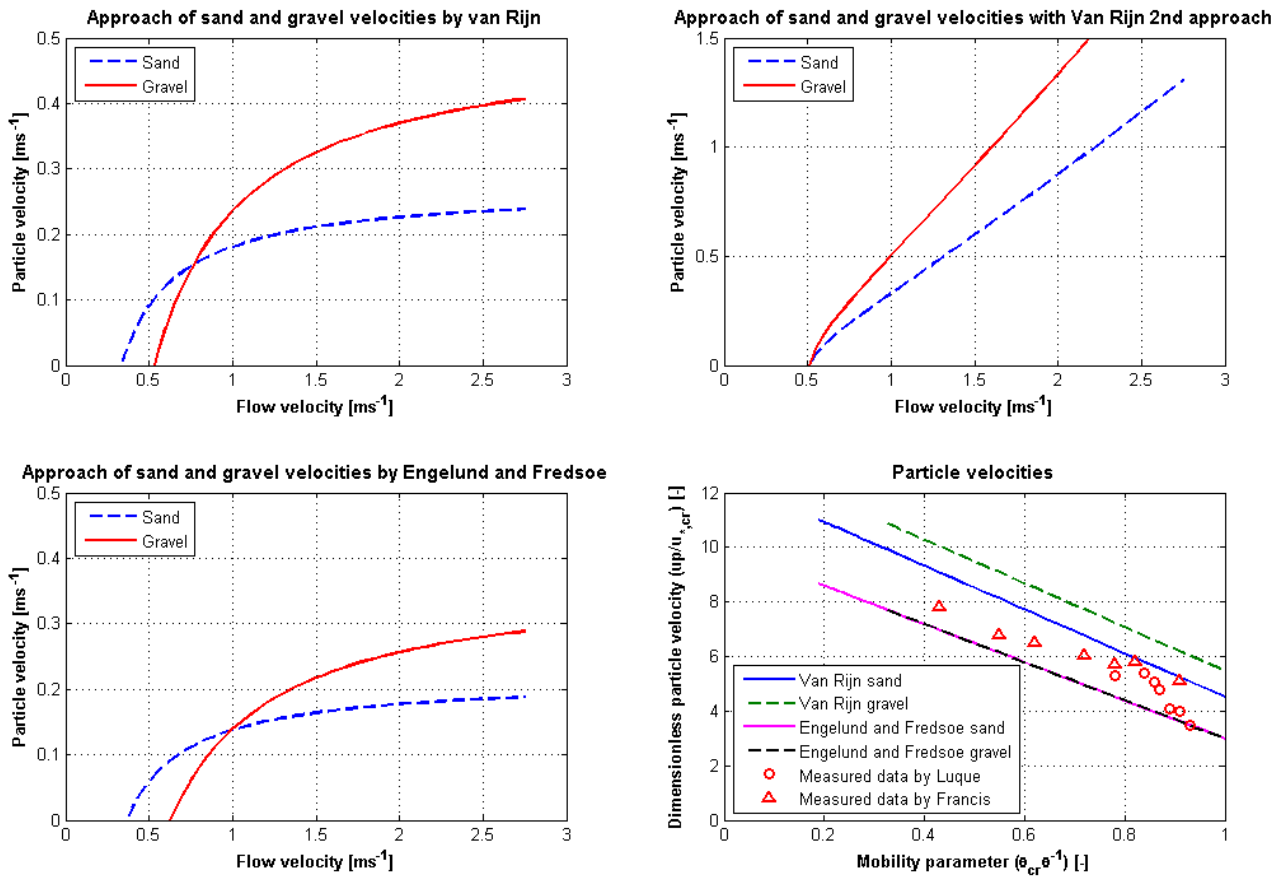 Approach of sand and gravel velocities by van Rijn
0.5
0.4
0.3
0.2
0.1
0
Particle velocity [ms⁻¹]
Sand
Gravel
0 0.5 1 1.5 2 2.5 3
Flow velocity [ms⁻¹]
Approach of sand and gravel velocities with Van Rijn 2nd approach
1.5
1
0.5
0
Particle velocity [ms⁻¹]
Sand
Gravel
0 0.5 1 1.5 2 2.5 3
Flow velocity [ms⁻¹]
Approach of sand and gravel velocities by Engelund and Fredsoe
0.5
0.4
0.3
0.2
0.1
0
Particle velocity [ms⁻¹]
Sand
Gravel
0 0.5 1 1.5 2 2.5 3
Flow velocity [ms⁻¹]
Particle velocities
12
10
8
6
4
2
0
Dimensionless particle velocity (up/u*,cr) [-]
Van Rijn sand
Van Rijn gravel
Engelund and Fredsoe sand
Engelund and Fredsoe gravel
Measured data by Luque
Measured data by Francis
0 0.2 0.4 0.6 0.8 1
Mobility parameter (θcrθ⁻¹) [-]